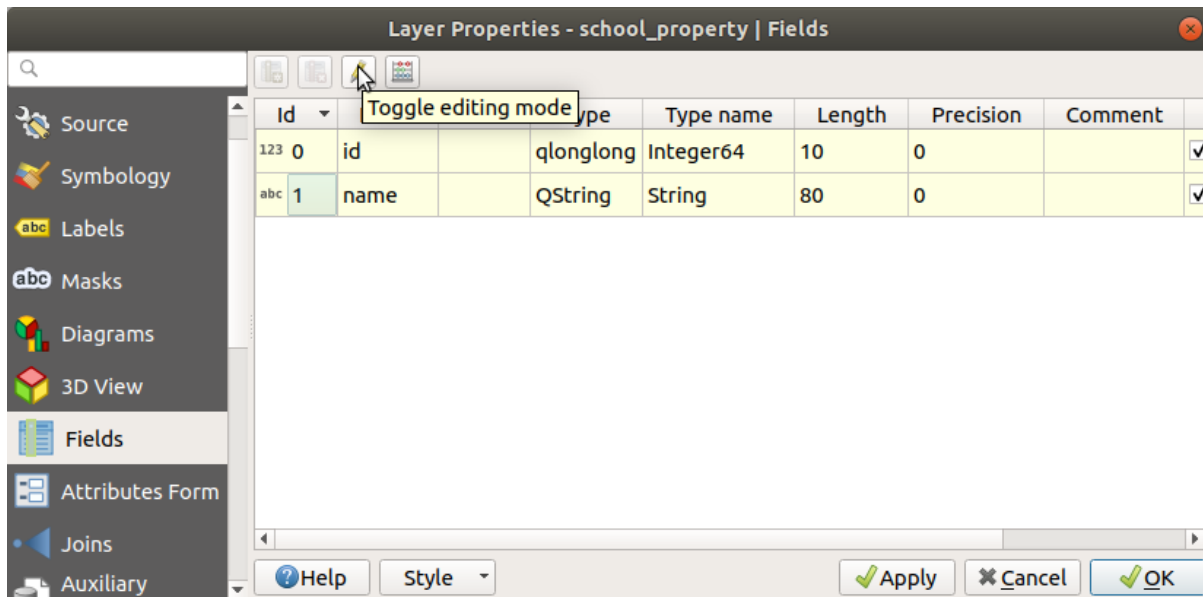 Layer Properties - school_property | Fields
Source
Symbology
abc Labels
abc Masks
Diagrams
3D View
Fields
Attributes Form
Joins
Auxiliary
Toggle editing mode
Id Type name Length Precision Comment
123 0 id qlonglong Integer64 10 0
abc 1 name QString String 80 0
Help Style Apply Cancel OK